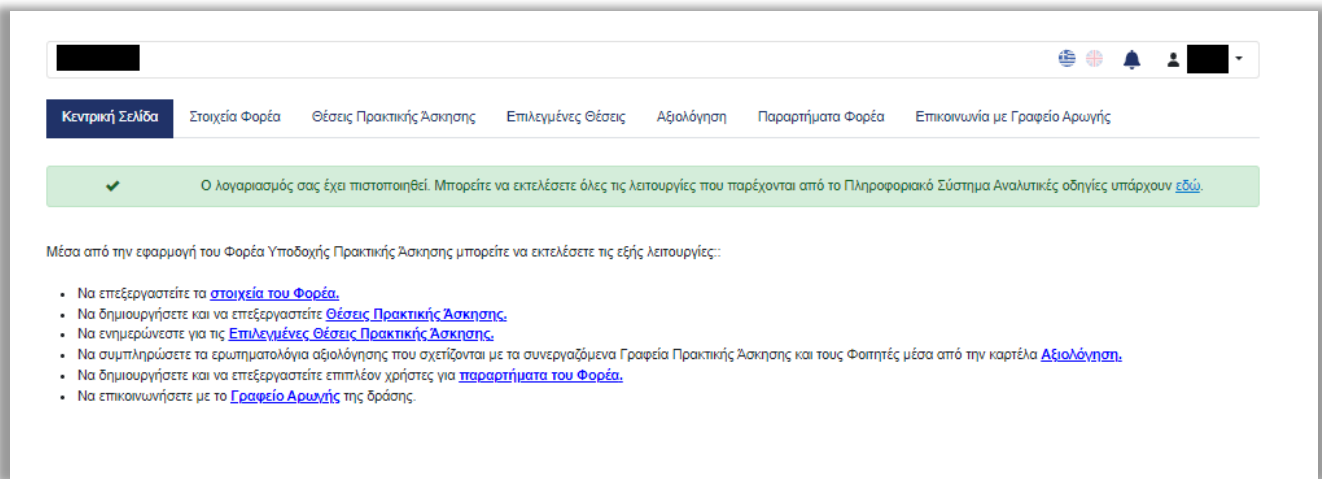 Κεντρική Σελίδα Στοιχεία Φορέα Θέσεις Πρακτικής Άσκησης Επιλεγμένες Θέσεις Αξιολόγηση Παραρτήματα Φορέα Επικοινωνία με Γραφείο Αρωγής
Ο λογαριασμός σας έχει πιστοποιηθεί. Μπορείτε να εκτελέσετε όλες τις λειτουργίες που παρέχονται από το Πληροφοριακό Σύστημα Αναλυτικές οδηγίες υπάρχουν εδώ.
Μέσα από την εφαρμογή του Φορέα Υποδοχής Πρακτικής Άσκησης μπορείτε να εκτελέσετε τις εξής λειτουργίες::
• Να επεξεργαστείτε τα στοιχεία του Φορέα.
• Να δημιουργήσετε και να επεξεργαστείτε Θέσεις Πρακτικής Άσκησης.
• Να ενημερώνεστε για τις Επιλεγμένες Θέσεις Πρακτικής Άσκησης.
• Να συμπληρώσετε τα ερωτηματολόγια αξιολόγησης που σχετίζονται με τα συνεργαζόμενα Γραφεία Πρακτικής Άσκησης και τους Φοιτητές μέσα από την καρτέλα Αξιολόγηση.
• Να δημιουργήσετε και να επεξεργαστείτε επιπλέον χρήστες για παραρτήματα του Φορέα.
• Να επικοινωνήσετε με το Γραφείο Αρωγής της δράσης.